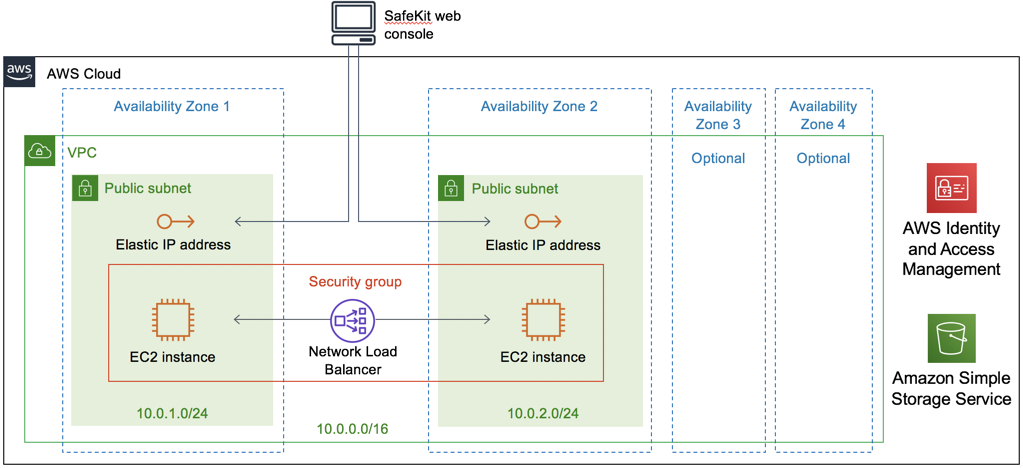 SafeKit web
console
aws
AWS Cloud
Availability Zone 1
Availability Zone 2
Availability
Zone 3
Availability
Zone 4
VPC
Optional
Optional
Public subnet
Public subnet
Elastic IP address
Elastic IP address
AWS Identity
and Access
Management
Security group
EC2 instance
Network Load
Balancer
EC2 instance
Amazon Simple
Storage Service
10.0.1.0/24
10.0.2.0/24
10.0.0.0/16